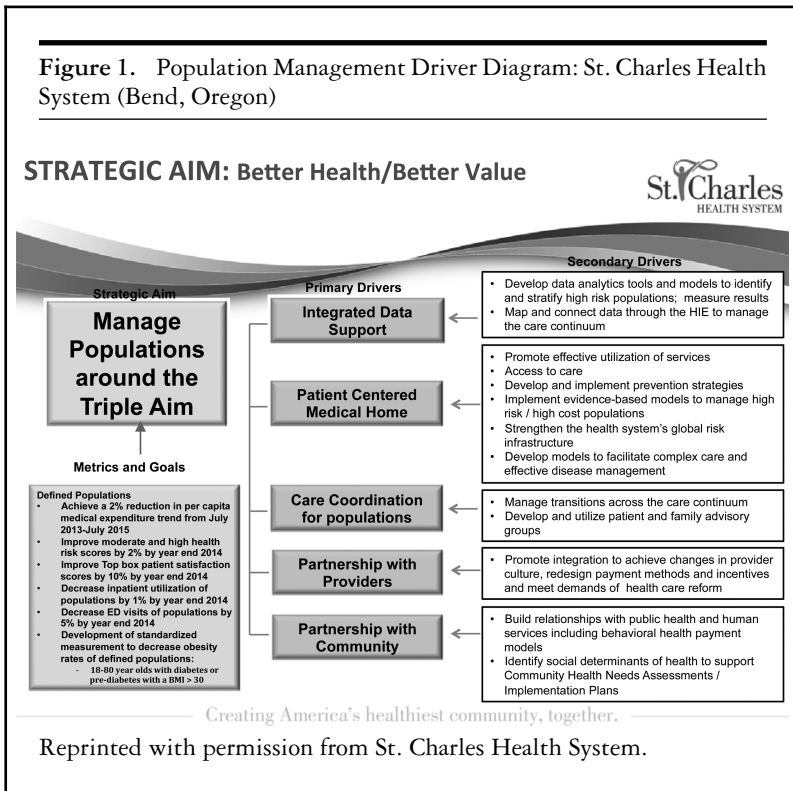 Figure 1. Population Management Driver Diagram: St. Charles Health
System (Bend, Oregon)
STRATEGIC AIM: Better Health/Better Value
St. Charles
HEALTH SYSTEM
Strategic Aim
Manage
Populations
around the
Triple Aim
Metrics and Goals
Defined Populations
• Achieve a 2% reduction in per capita
medical expenditure trend from July
2013-July 2015
• Improve moderate and high health
risk scores by 2% by year end 2014
• Improve Top box patient satisfaction
scores by 10% by year end 2014
• Decrease inpatient utilization of
populations by 1% by year end 2014
• Decrease ED visits of populations by
5% by year end 2014
• Development of standardized
measurement to decrease obesity
rates of defined populations:
- 18-80 year olds with diabetes or
pre-diabetes with a BMI > 30
Primary Drivers
Integrated Data
Support
Patient Centered
Medical Home
Care Coordination
for populations
Partnership with
Providers
Partnership with
Community
Secondary Drivers
• Develop data analytics tools and models to identify
and stratify high risk populations; measure results
• Map and connect data through the HIE to manage
the care continuum
• Promote effective utilization of services
• Access to care
• Develop and implement prevention strategies
• Implement evidence-based models to manage high
risk / high cost populations
• Strengthen the health system's global risk
infrastructure
• Develop models to facilitate complex care and
effective disease management
• Manage transitions across the care continuum
• Develop and utilize patient and family advisory
groups
Promote integration to achieve changes in provider
culture, redesign payment methods and incentives
and meet demands of health care reform
• Build relationships with public health and human
services including behavioral health payment
models
• Identify social determinants of health to support
Community Health Needs Assessments /
Implementation Plans
Creating America's healthiest community, together.
Reprinted with permission from St. Charles Health System.